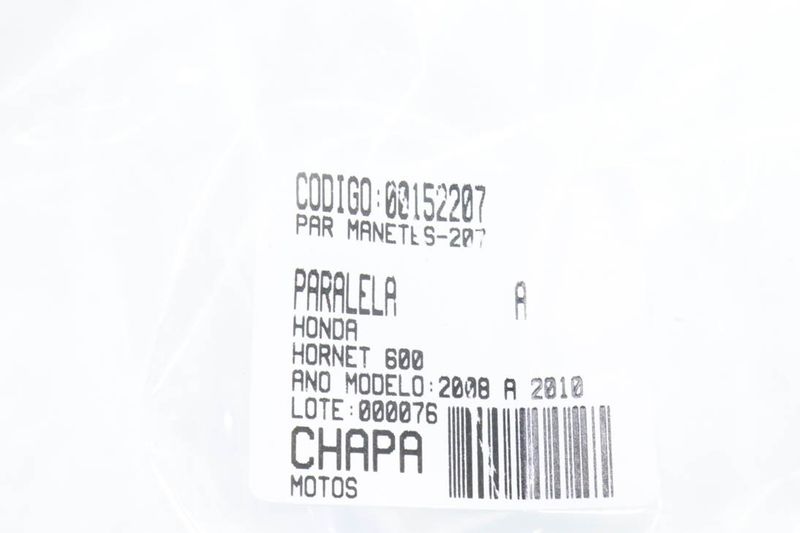 CODIGO:00152207
PAR MANETES-207
PARALELA A
HONDA
HORNET 600
ANO MODELO:2008 A 2010
LOTE:000076
CHAPA
MOTOS